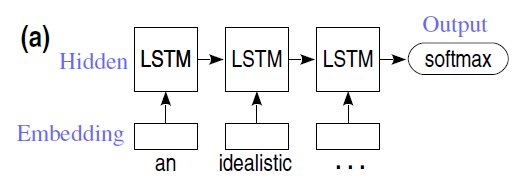 (a)
Output
Hidden LSTM LSTM LSTM softmax
Embedding
an idealistic ...